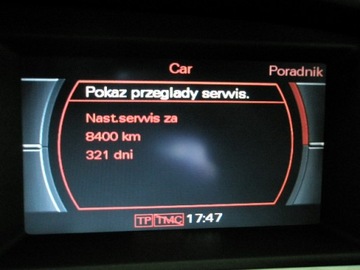 Car
Poradnik
Pokaz przeglady serwis.
Nast.serwis za
8400 km
321 dni
TP TMC 17:47